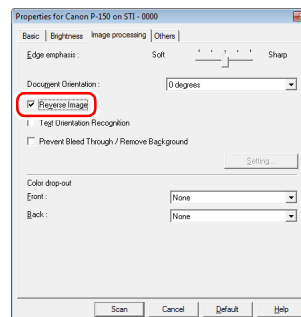 Properties for Canon P-150 on STI - 0000
Basic Brightness Image processing Others
Edge emphasis: Soft Sharp
Document Orientation: 0 degrees
Reverse Image
Text Orientation Recognition
Prevent Bleed Through / Remove Background
Setting...
Color drop-out
Front: None
Back: None
Scan Cancel Default Help